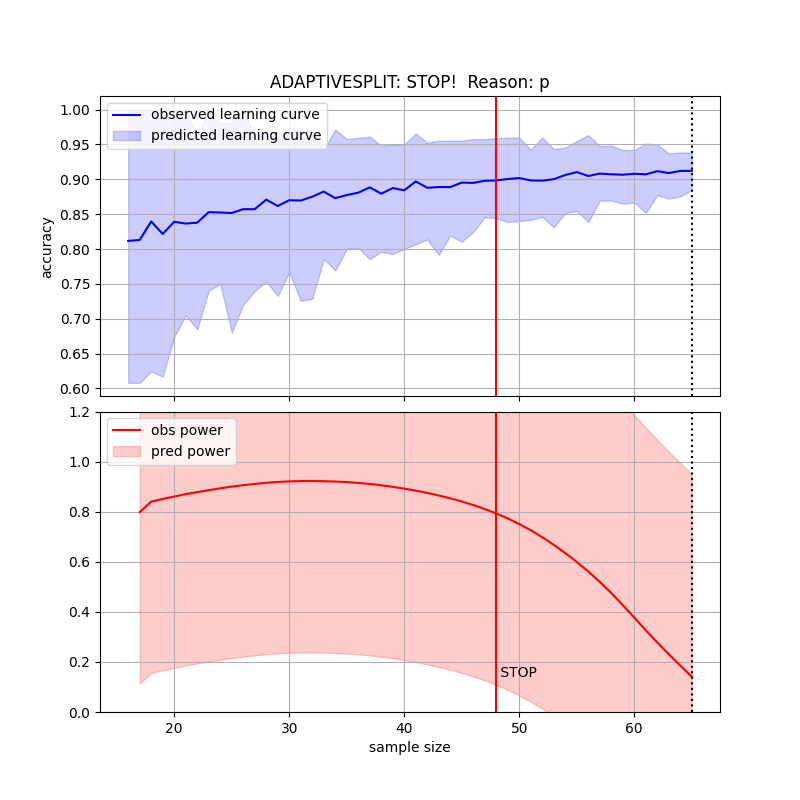 ADAPTIVESPLIT: STOP!  Reason: p
1.00
0.95
0.90
0.85
0.80
0.75
0.70
0.65
0.60
accuracy
observed learning curve
predicted learning curve
1.2
1.0
0.8
0.6
0.4
0.2
0.0
obs power
pred power
STOP
20 30 40 50 60
sample size